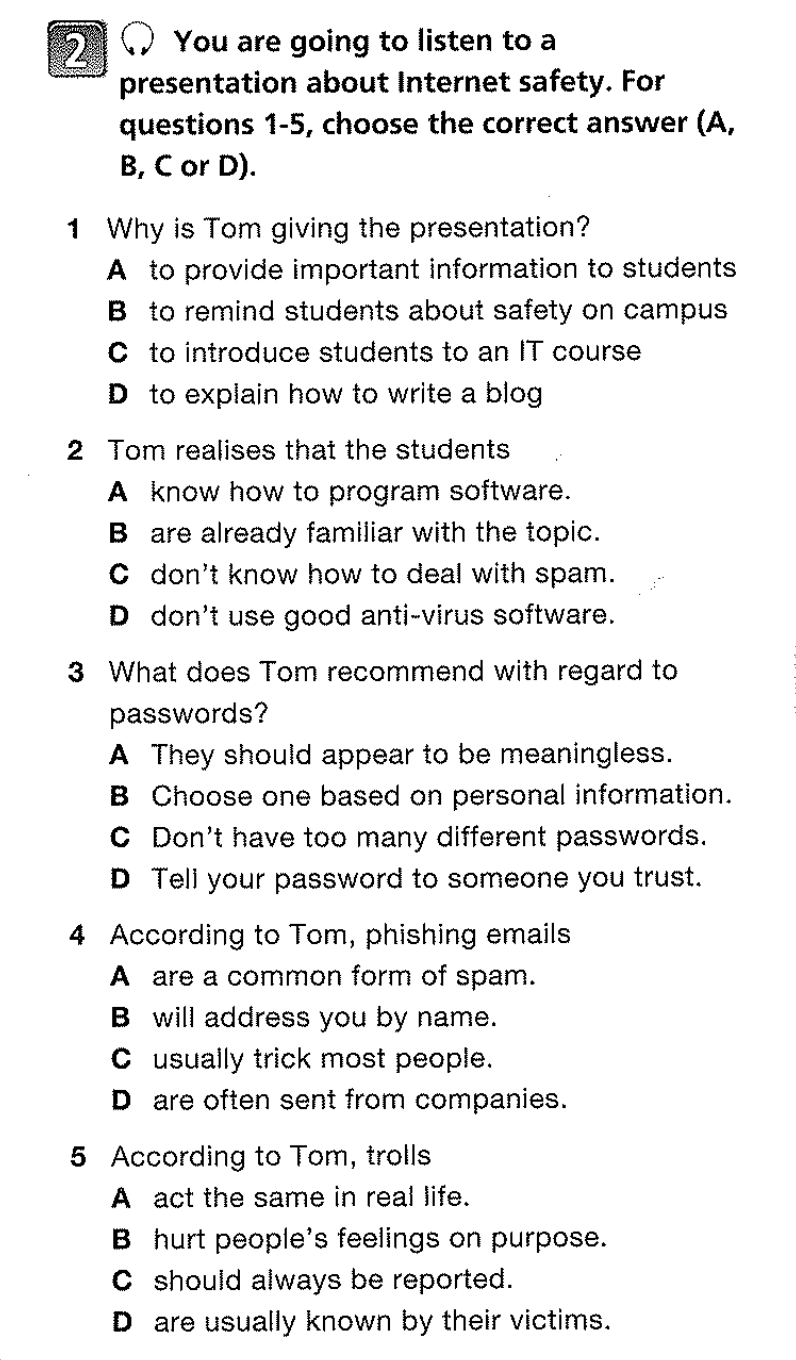 2 You are going to listen to a
presentation about Internet safety. For
questions 1-5, choose the correct answer (A,
B, C or D).
1 Why is Tom giving the presentation?
A to provide important information to students
B to remind students about safety on campus
C to introduce students to an IT course
D to explain how to write a blog
2 Tom realises that the students
A know how to program software.
B are already familiar with the topic.
C don't know how to deal with spam.
D don't use good anti-virus software.
3 What does Tom recommend with regard to
passwords?
A They should appear to be meaningless.
B Choose one based on personal information.
C Don't have too many different passwords.
D Tell your password to someone you trust.
4 According to Tom, phishing emails
A are a common form of spam.
B will address you by name.
C usually trick most people.
D are often sent from companies.
5 According to Tom, trolls
A act the same in real life.
B hurt people's feelings on purpose.
C should always be reported.
D are usually known by their victims.